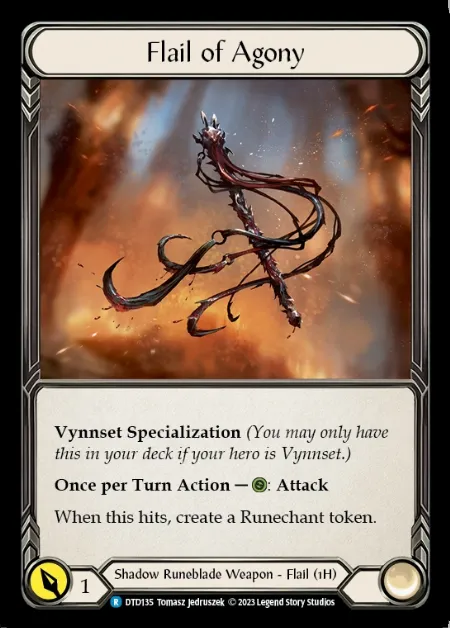 Flail of Agony
Vynnset Specialization (You may only have
this in your deck if your hero is Vynnset.)
Once per Turn Action — : Attack
When this hits, create a Runechant token.
1
Shadow Runeblade Weapon - Flail (1H)
R DTD135 Tomasz Jedruszek © 2023 Legend Story Studios